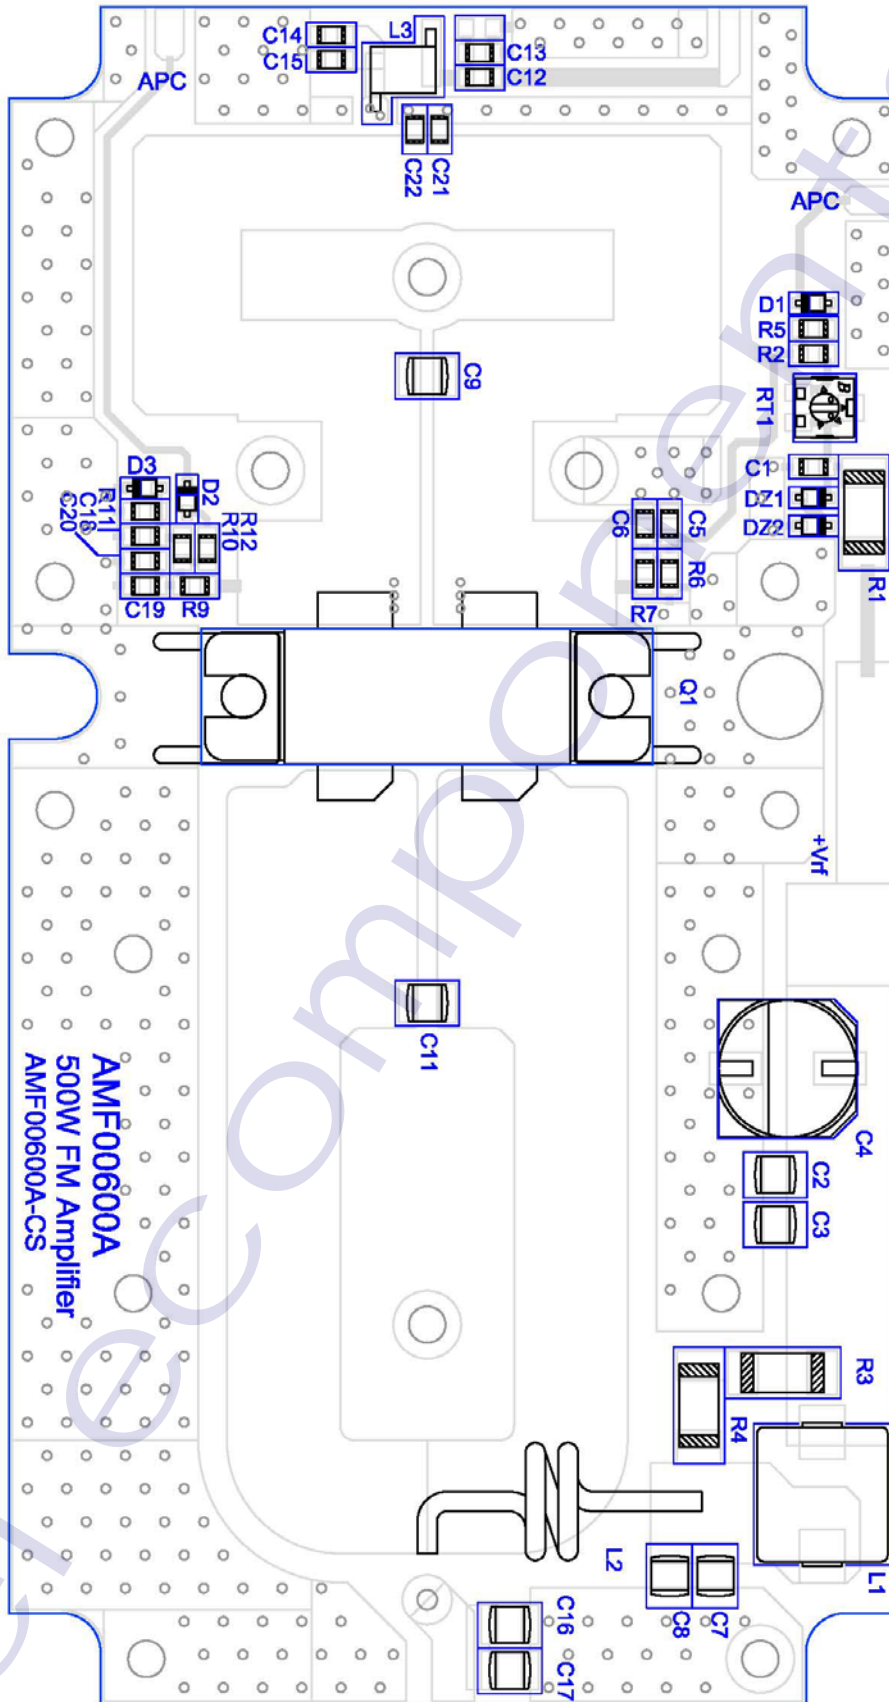 C14
C15
L3
C13
C12
APC
C22
C21
APC
D1
R5
R2
C9
RT1
B
C1
DZ1
DZ2
R1
D3
D2
R11
C18
C20
R12
R10
C19
R9
C6
C5
R6
R7
Q1
+Vrf
C11
C4
C2
C3
AMF00600A
500W FM Amplifier
AMF00600A-CS
R3
R4
L2
L1
C8
C7
C16
C17